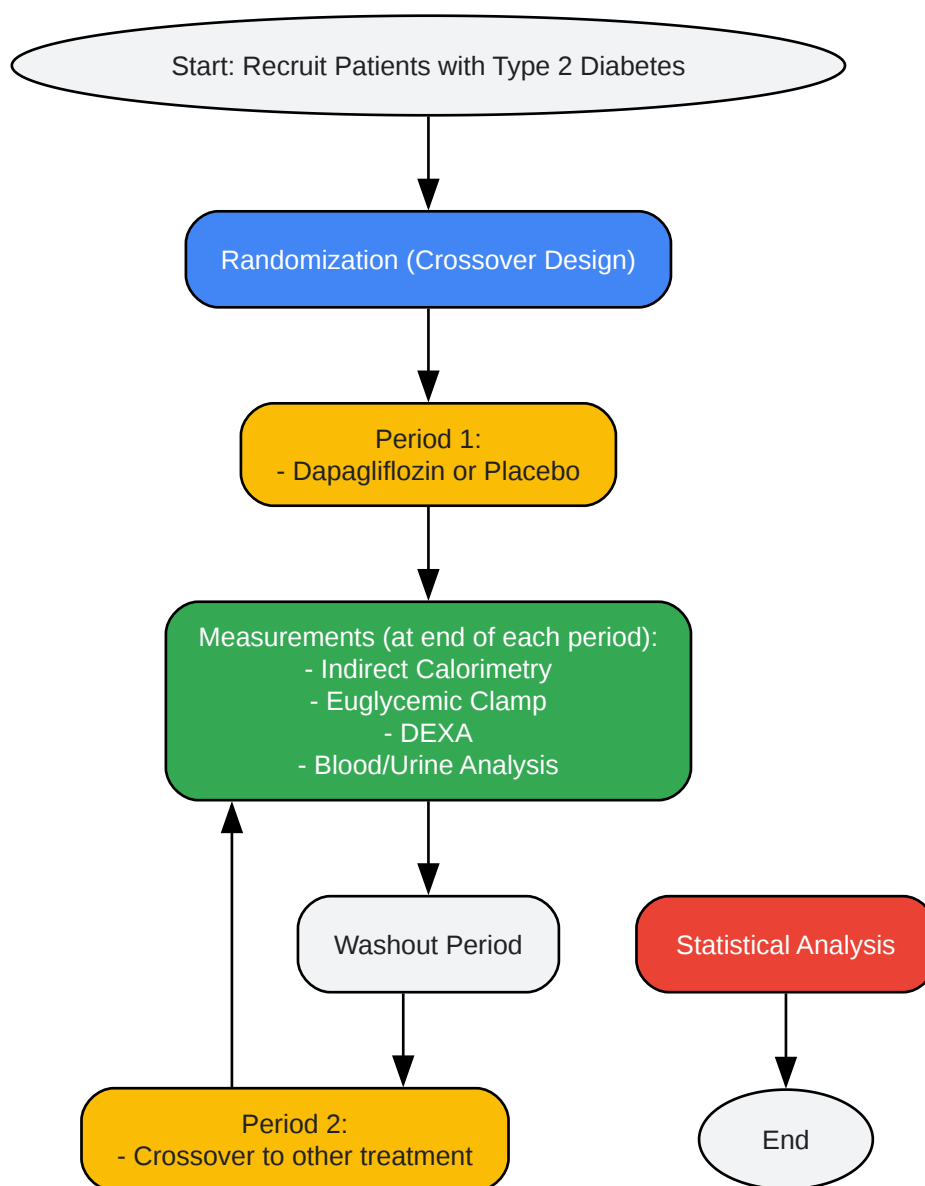 Start: Recruit Patients with Type 2 Diabetes
Randomization (Crossover Design)
Period 1:
- Dapagliflozin or Placebo
Measurements (at end of each period):
- Indirect Calorimetry
- Euglycemic Clamp
- DEXA
- Blood/Urine Analysis
Washout Period
Statistical Analysis
Period 2:
- Crossover to other treatment
End